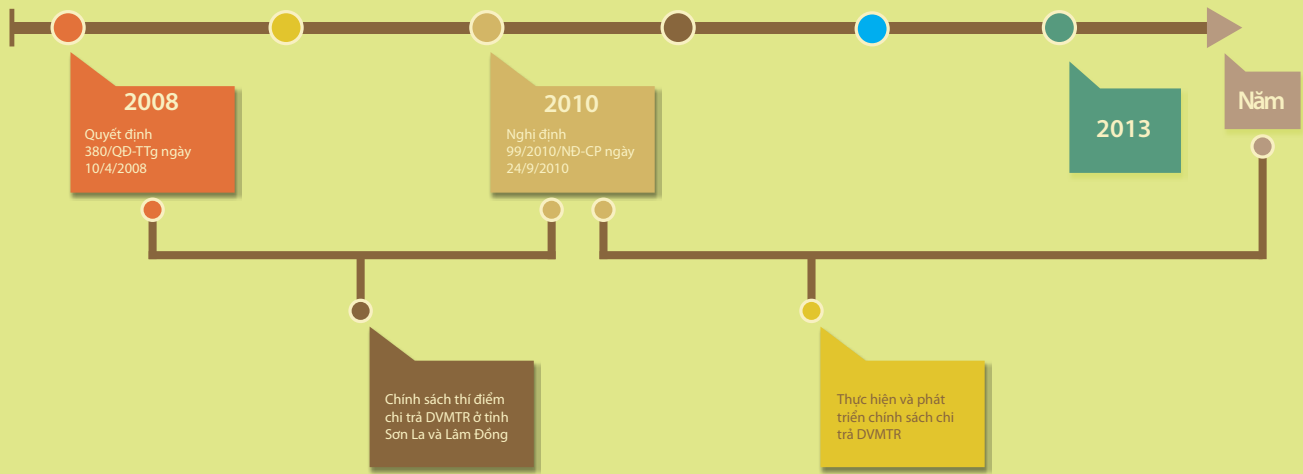 2008
Quyết định
380/QĐ-TTg ngày
10/4/2008
2010
Nghị định
99/2010/NĐ-CP ngày
24/9/2010
2013
Năm
Chính sách thí điểm
chi trả DVMTR ở tỉnh
Sơn La và Lâm Đồng
Thực hiện và phát
triển chính sách chi
trả DVMTR